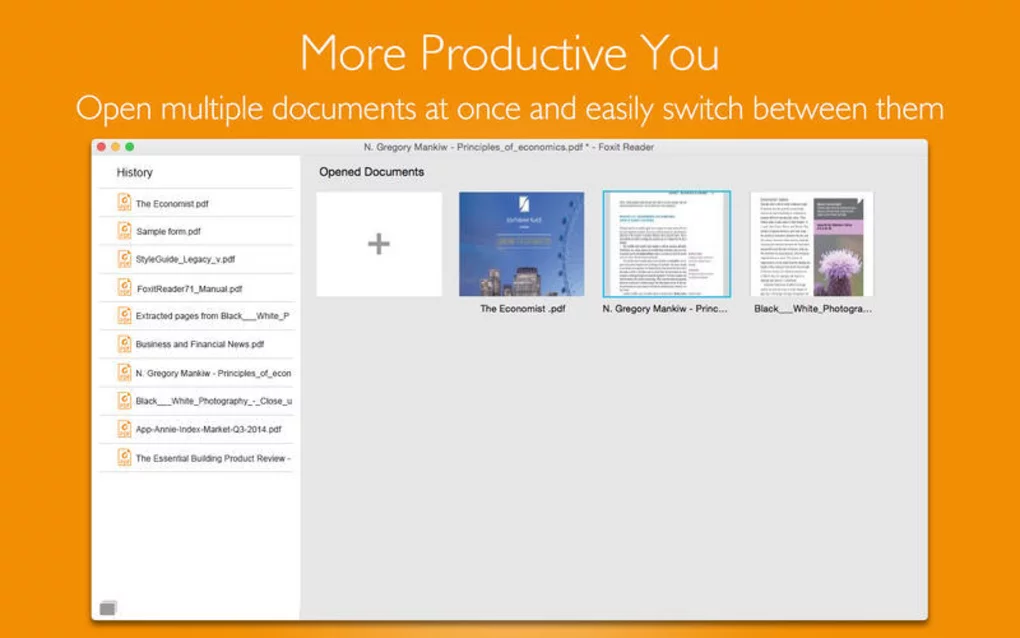 More Productive You
Open multiple documents at once and easily switch between them
N. Gregory Mankiw - Principles_of_economics.pdf * - Foxit Reader
History
The Economist.pdf
Sample form.pdf
StyleGuide_Legacy_v.pdf
FoxitReader71_Manual.pdf
Extracted pages from Black___White_P
Business and Financial News.pdf
N. Gregory Mankiw - Principles_of_econ
Black___White_Photography_-_Close_u
App-Annie-Index-Market-Q3-2014.pdf
The Essential Building Product Review -
Opened Documents
The Economist .pdf
N. Gregory Mankiw - Princ...
Black___White_Photogra...